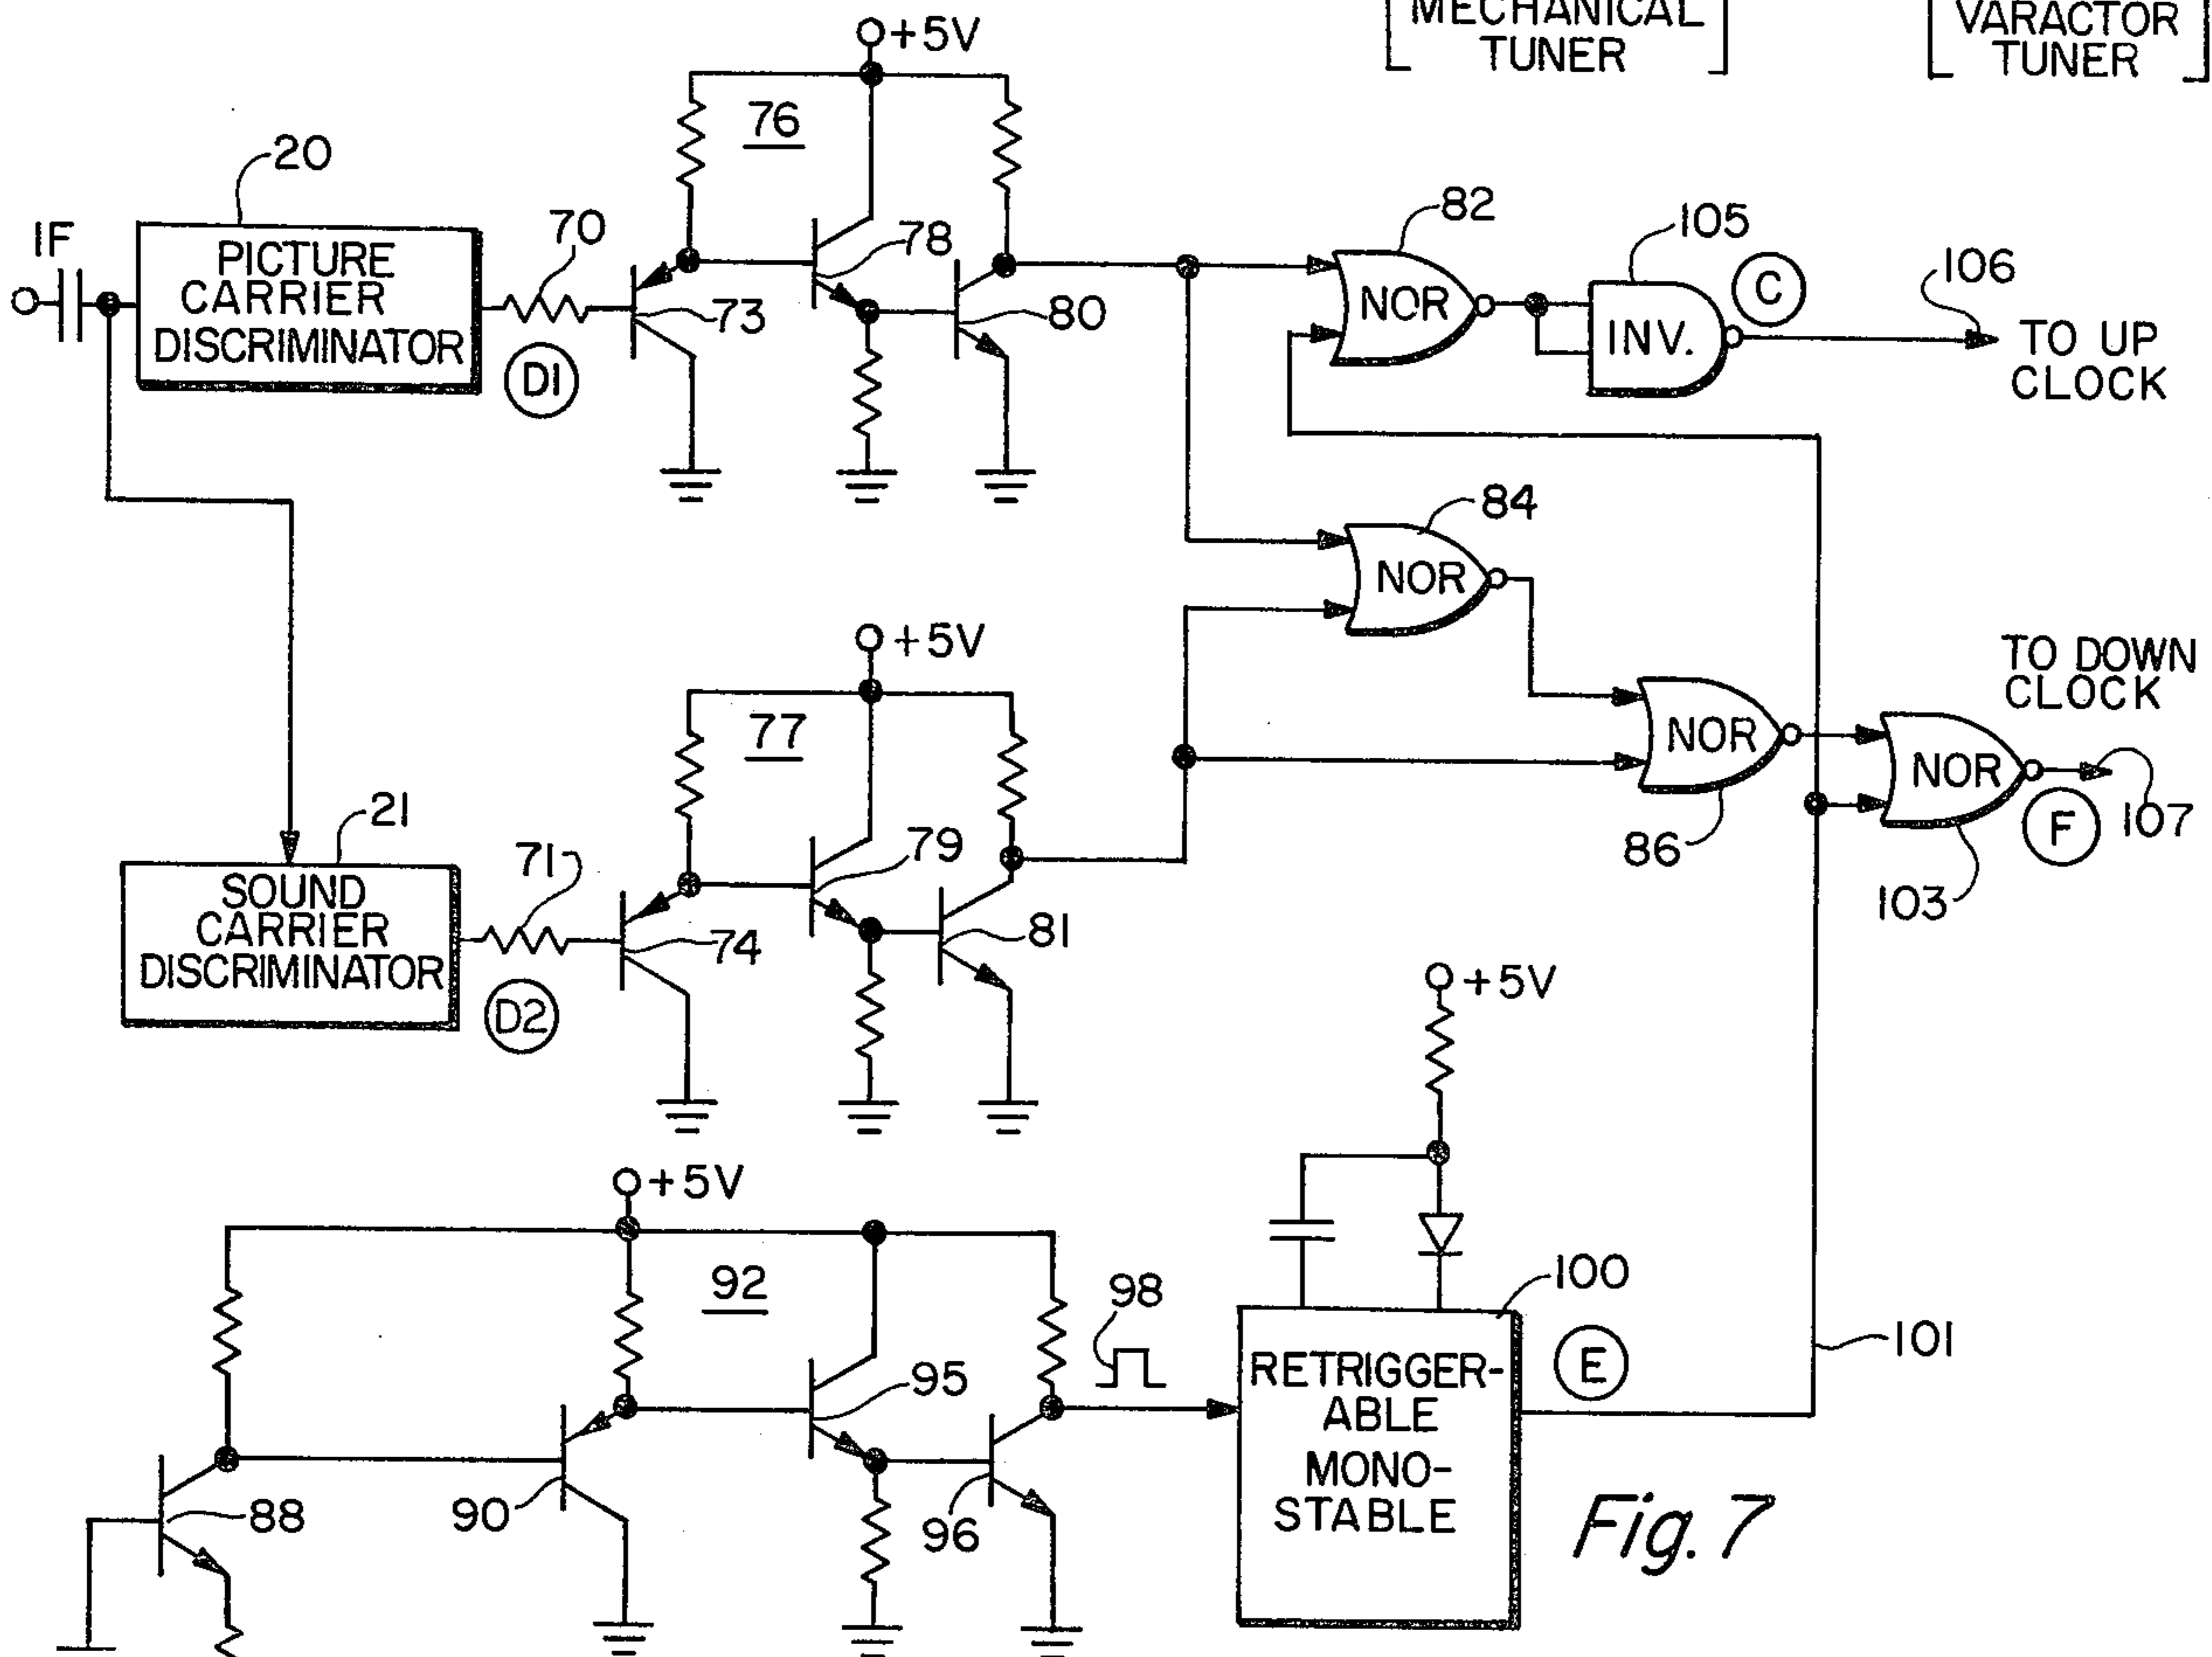 MECHANICAL
TUNER
VARACTOR
TUNER
+5V
76
20
IF
PICTURE
CARRIER
DISCRIMINATOR
70
D1
73
78
80
82
NOR
105
INV.
C
106
TO UP
CLOCK
84
NOR
+5V
77
TO DOWN
CLOCK
NOR
86
NOR
103
F
107
21
SOUND
CARRIER
DISCRIMINATOR
71
D2
74
79
81
+5V
+5V
92
98
100
RETRIGGER-
ABLE
MONO-
STABLE
E
101
88
90
95
96
Fig. 7